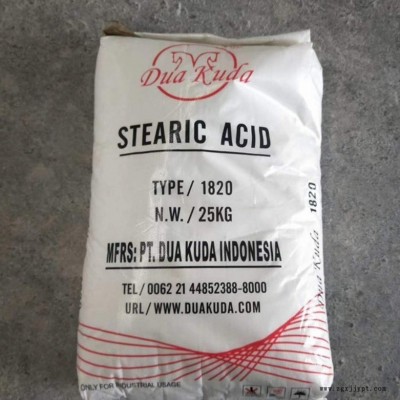 Dua Kuda
STEARIC ACID
TYPE / 1820
N.W. / 25KG
MFRS: PT. DUA KUDA INDONESIA
TEL / 0062 21 44852388-8000
URL / WWW.DUAKUDA.COM
ONLY FOR INDUSTRIAL USAGE
Dua Kuda 1820